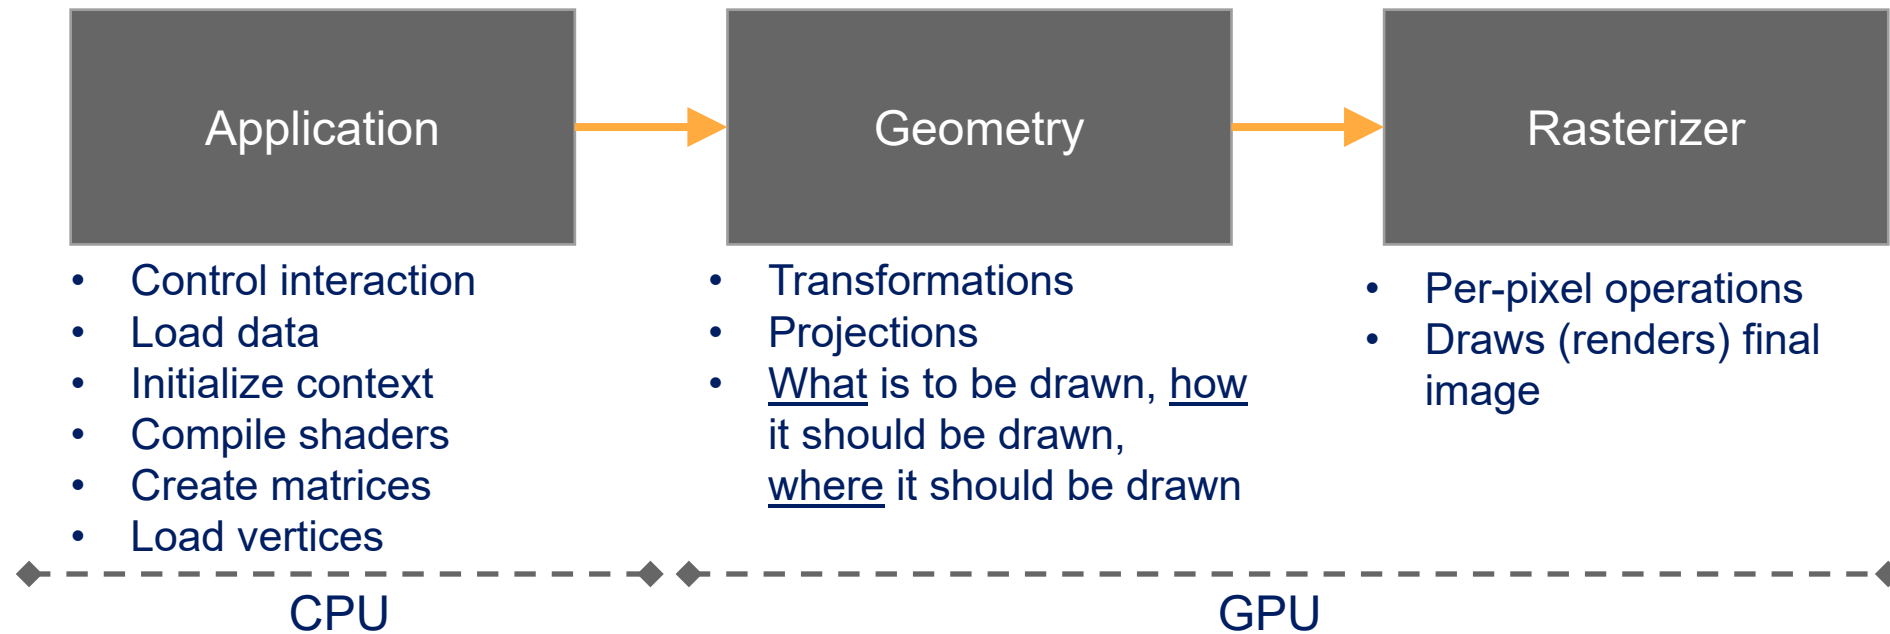 Application
Geometry
Rasterizer
• Control interaction
• Load data
• Initialize context
• Compile shaders
• Create matrices
• Load vertices
• Transformations
• Projections
• What is to be drawn, how
it should be drawn,
where it should be drawn
• Per-pixel operations
• Draws (renders) final
image
CPU
GPU